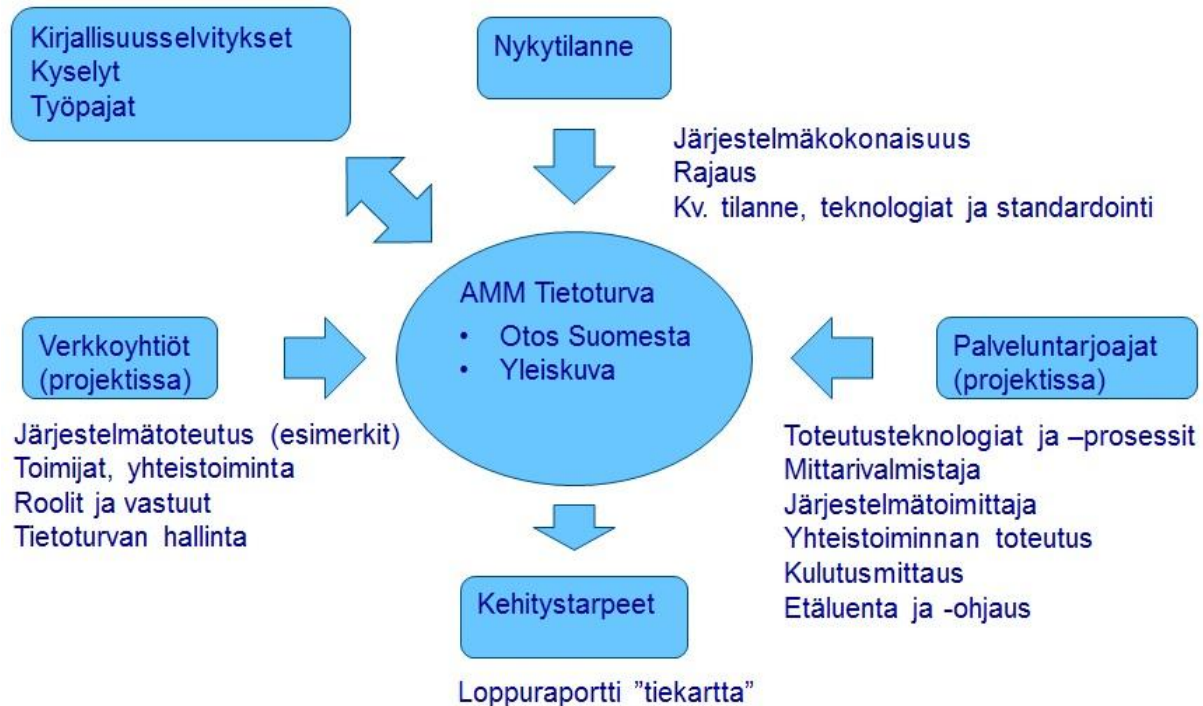 Kirjallisuusselvitykset
Kyselyt
Työpajat
Nykytilanne
Järjestelmäkokonaisuus
Rajaus
Kv. tilanne, teknologiat ja standardointi
AMM Tietoturva
• Otos Suomesta
• Yleiskuva
Verkkoyhtiöt
(projektissa)
Järjestelmätoteutus (esimerkit)
Toimijat, yhteistoiminta
Roolit ja vastuut
Tietoturvan hallinta
Palveluntarjoajat
(projektissa)
Toteutusteknologiat ja –prosessit
Mittarivalmistaja
Järjestelmätoimittaja
Yhteistoiminnan toteutus
Kulutusmittaus
Etäluenta ja -ohjaus
Kehitystarpeet
Loppuraportti ”tiekartta”